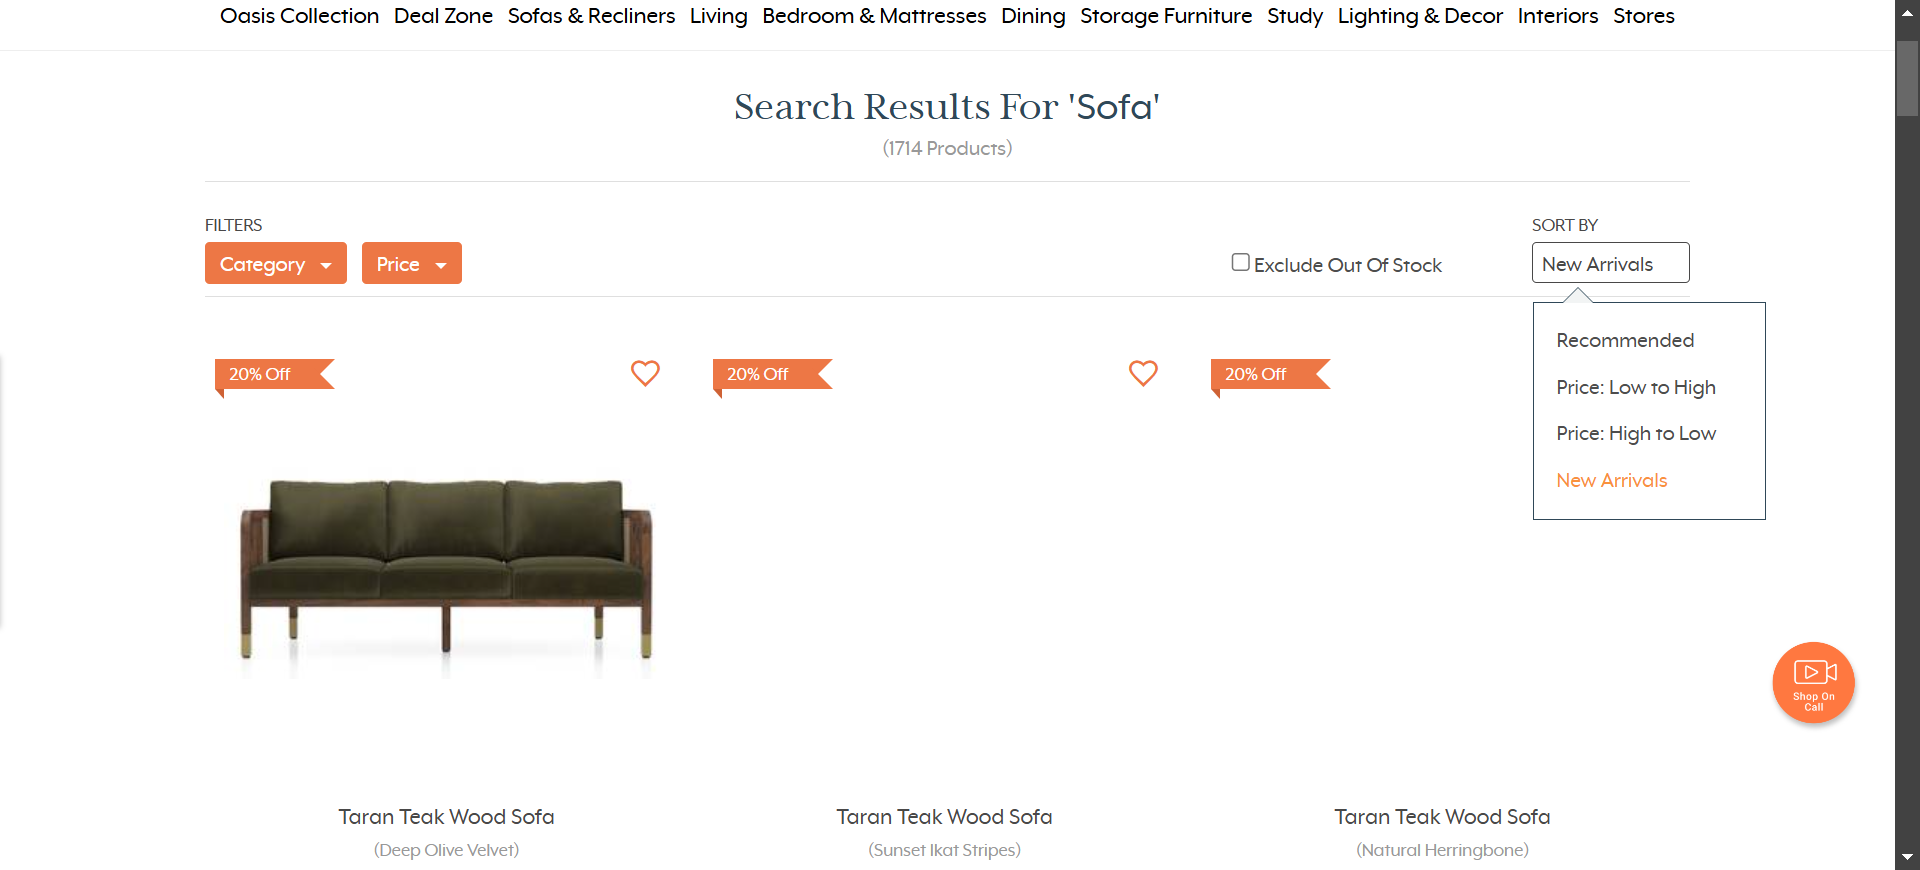 Oasis Collection Deal Zone Sofas & Recliners Living Bedroom & Mattresses Dining Storage Furniture Study Lighting & Decor Interiors Stores
Search Results For 'Sofa'
(1714 Products)
FILTERS
SORT BY
Category
Price
Exclude Out Of Stock
New Arrivals
Recommended
Price: Low to High
Price: High to Low
New Arrivals
20% Off
20% Off
20% Off
Shop On
Call
Taran Teak Wood Sofa
(Deep Olive Velvet)
Taran Teak Wood Sofa
(Sunset Ikat Stripes)
Taran Teak Wood Sofa
(Natural Herringbone)